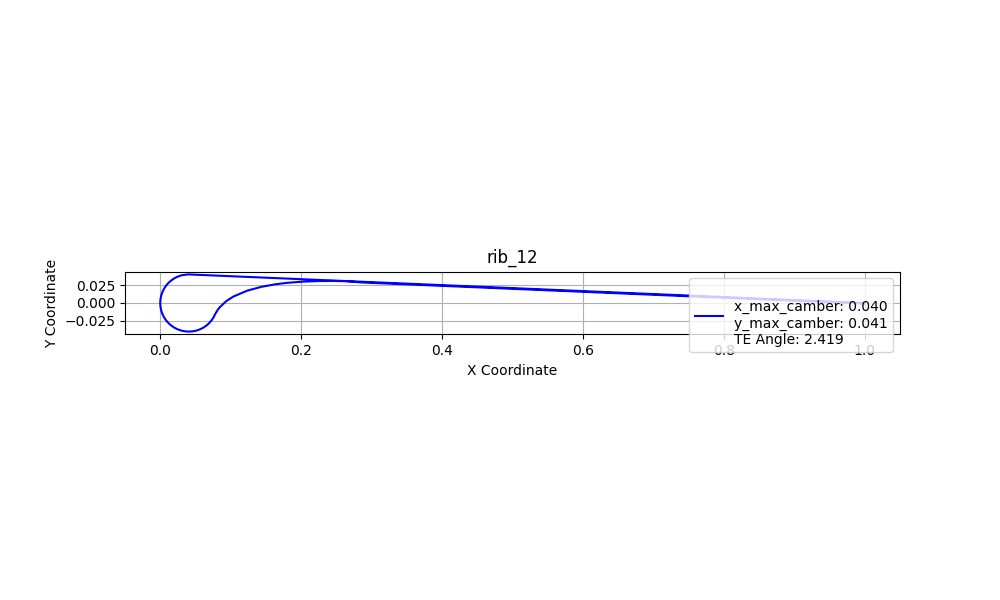 rib_12
Y Coordinate
0.025
0.000
−0.025
x_max_camber: 0.040
y_max_camber: 0.041
TE Angle: 2.419
0.0 0.2 0.4 0.6 0.8 1.0
X Coordinate